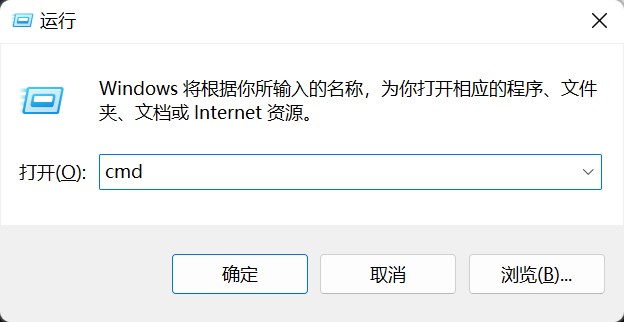 运行
Windows 将根据你所输入的名称，为你打开相应的程序、文件
夹、文档或 Internet 资源。
打开(O): cmd
确定 取消 浏览(B)...